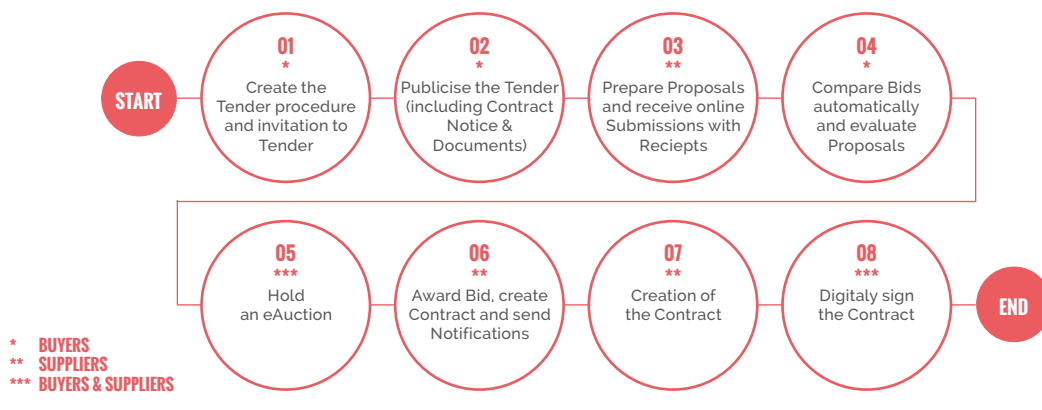 START
01
*
Create the
Tender procedure
and invitation to
Tender
02
*
Publicise the Tender
(including Contract
Notice &
Documents)
03
**
Prepare Proposals
and receive online
Submissions with
Reciepts
04
*
Compare Bids
automatically
and evaluate
Proposals
05
***
Hold
an eAuction
06
**
Award Bid, create
Contract and send
Notifications
07
**
Creation of
the Contract
08
***
Digitaly sign
the Contract
END
* BUYERS
** SUPPLIERS
*** BUYERS & SUPPLIERS